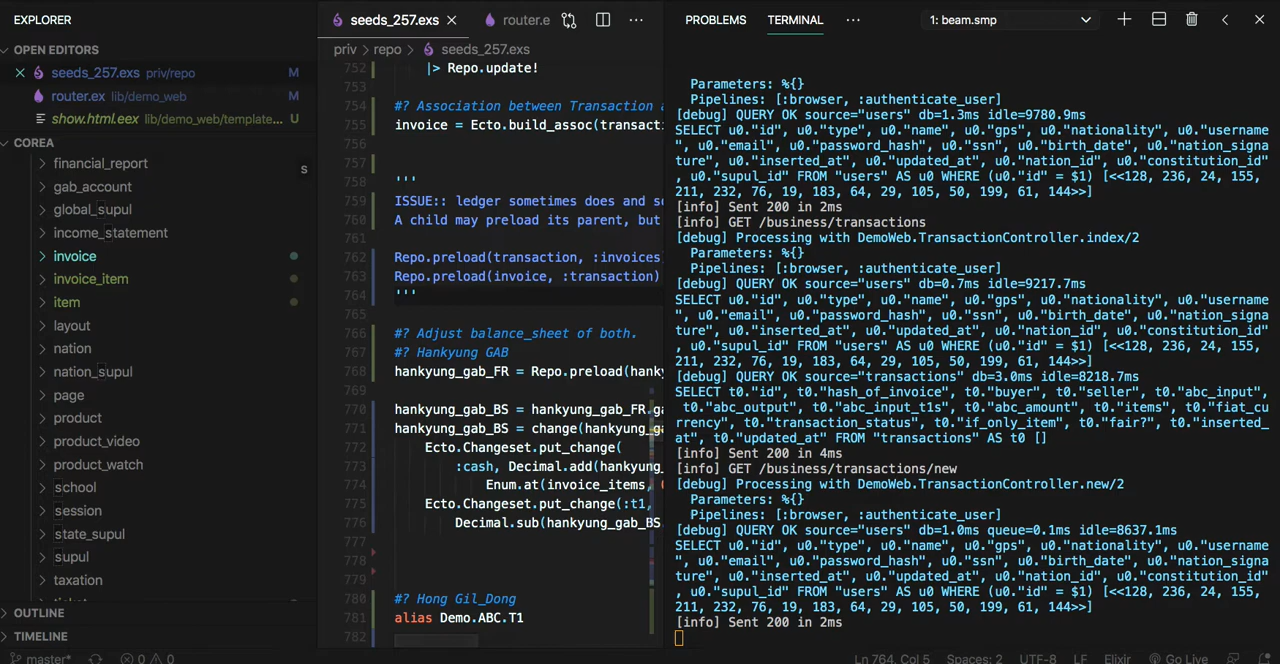 EXPLORER
OPEN EDITORS
seeds_257.exs priv/repo M
router.ex lib/demo_web M
show.html.eex lib/demo_web/template... U
COREA
financial_report
S
gab_account
global_supul
income_statement
invoice
invoice_item
item
layout
nation
nation_supul
page
product
product_video
product_watch
school
session
state_supul
supul
taxation
OUTLINE
TIMELINE
master*
0 0
seeds_257.exs
router.e
...
priv > repo > seeds_257.exs
752 |> Repo.update!
753
754 #? Association between Transaction a
755 invoice = Ecto.build_assoc(transact
756
757
758 '''
759 ISSUE:: ledger sometimes does and so
760 A child may preload its parent, but
761
762 Repo.preload(transaction, :invoices)
763 Repo.preload(invoice, :transaction)
764 '''
765
766 #? Adjust balance_sheet of both.
767 #? Hankyung GAB
768 hankyung_gab_FR = Repo.preload(hanky
769
770 hankyung_gab_BS = hankyung_gab_FR.ga
771 hankyung_gab_BS = change(hankyung_ga
772 Ecto.Changeset.put_change(
773 :cash, Decimal.add(hankyung_
774 Enum.at(invoice_items,
775 Ecto.Changeset.put_change(:t1,
776 Decimal.sub(hankyung_gab_BS.
777
778
779
780 #? Hong Gil_Dong
781 alias Demo.ABC.T1
782
PROBLEMS TERMINAL ... 1: beam.smp
Parameters: %{}
Pipelines: [:browser, :authenticate_user]
[debug] QUERY OK source="users" db=1.3ms idle=9780.9ms
SELECT u0."id", u0."type", u0."name", u0."gps", u0."nationality", u0."username
", u0."email", u0."password_hash", u0."ssn", u0."birth_date", u0."nation_signa
ture", u0."inserted_at", u0."updated_at", u0."nation_id", u0."constitution_id"
, u0."supul_id" FROM "users" AS u0 WHERE (u0."id" = $1) [<<128, 236, 24, 155,
211, 232, 76, 19, 183, 64, 29, 105, 50, 199, 61, 144>>]
[info] Sent 200 in 2ms
[info] GET /business/transactions
[debug] Processing with DemoWeb.TransactionController.index/2
Parameters: %{}
Pipelines: [:browser, :authenticate_user]
[debug] QUERY OK source="users" db=0.7ms idle=9217.7ms
SELECT u0."id", u0."type", u0."name", u0."gps", u0."nationality", u0."username
", u0."email", u0."password_hash", u0."ssn", u0."birth_date", u0."nation_signa
ture", u0."inserted_at", u0."updated_at", u0."nation_id", u0."constitution_id"
, u0."supul_id" FROM "users" AS u0 WHERE (u0."id" = $1) [<<128, 236, 24, 155,
211, 232, 76, 19, 183, 64, 29, 105, 50, 199, 61, 144>>]
[debug] QUERY OK source="transactions" db=3.0ms idle=8218.7ms
SELECT t0."id", t0."hash_of_invoice", t0."buyer", t0."seller", t0."abc_input",
t0."abc_output", t0."abc_input_t1s", t0."abc_amount", t0."items", t0."fiat_cu
rrency", t0."transaction_status", t0."if_only_item", t0."fair?", t0."inserted_
at", t0."updated_at" FROM "transactions" AS t0 []
[info] Sent 200 in 4ms
[info] GET /business/transactions/new
[debug] Processing with DemoWeb.TransactionController.new/2
Parameters: %{}
Pipelines: [:browser, :authenticate_user]
[debug] QUERY OK source="users" db=1.0ms queue=0.1ms idle=8637.1ms
SELECT u0."id", u0."type", u0."name", u0."gps", u0."nationality", u0."username
", u0."email", u0."password_hash", u0."ssn", u0."birth_date", u0."nation_signa
ture", u0."inserted_at", u0."updated_at", u0."nation_id", u0."constitution_id"
, u0."supul_id" FROM "users" AS u0 WHERE (u0."id" = $1) [<<128, 236, 24, 155,
211, 232, 76, 19, 183, 64, 29, 105, 50, 199, 61, 144>>]
[info] Sent 200 in 2ms
Ln 764, Col 5 Spaces: 2 UTF-8 LF Elixir Go Live